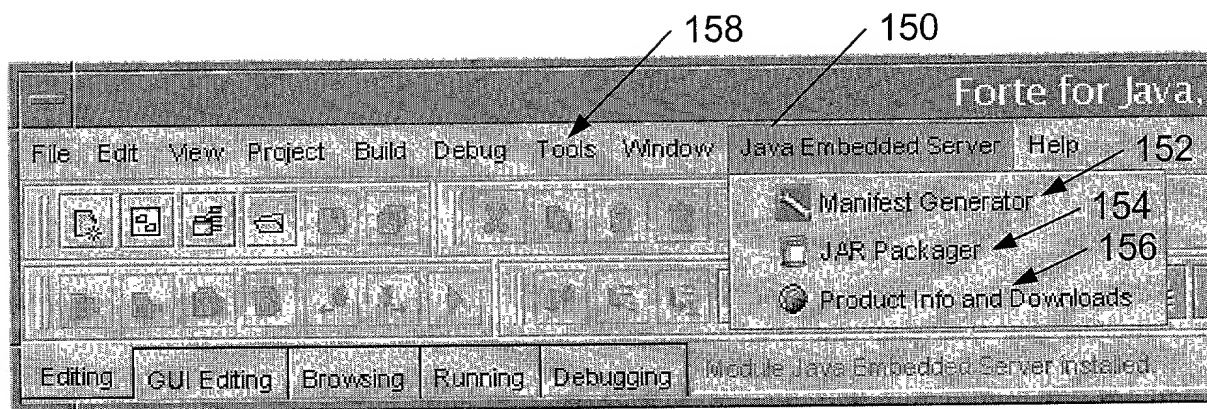 158 150
Forte for Java,
File Edit View Project Build Debug Tools Window Java Embedded Server Help 152
Manifest Generator 154
JAR Packager 156
Product Info and Downloads
Editing GUI Editing Browsing Running Debugging Module Java Embedded Server installed.